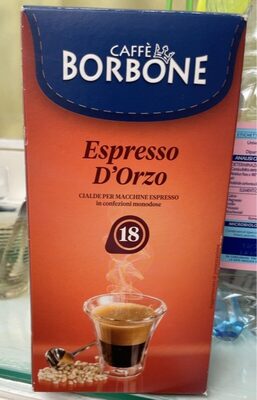 CAFFÈ
BORBONE
Espresso
D'Orzo
CIALDE PER MACCHINE ESPRESSO
in confezioni monodose
18